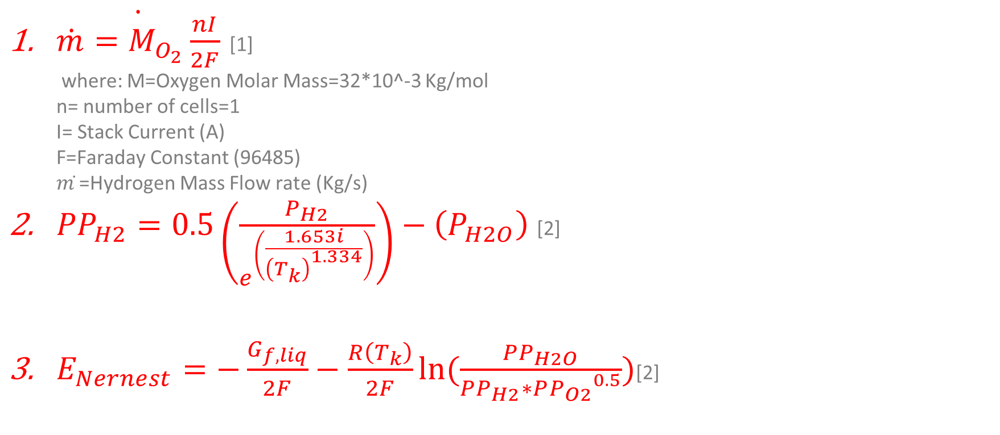 1. ṁ = Ṁ_{O_2} \frac{nI}{2F} [1]
where: M=Oxygen Molar Mass=32*10^-3 Kg/mol
n= number of cells=1
I= Stack Current (A)
F=Faraday Constant (96485)
ṁ =Hydrogen Mass Flow rate (Kg/s)
2. PP_{H2} = 0.5 \left( \frac{P_{H2}}{e^{\left( \frac{1.653i}{(T_k)^{1.334}} \right)}} \right) − (P_{H2O}) [2]
3. E_{Nernest} = − \frac{G_{f,liq}}{2F} − \frac{R(T_k)}{2F} ln( \frac{PP_{H2O}}{PP_{H2}*PP_{O2}^{0.5}} ) [2]